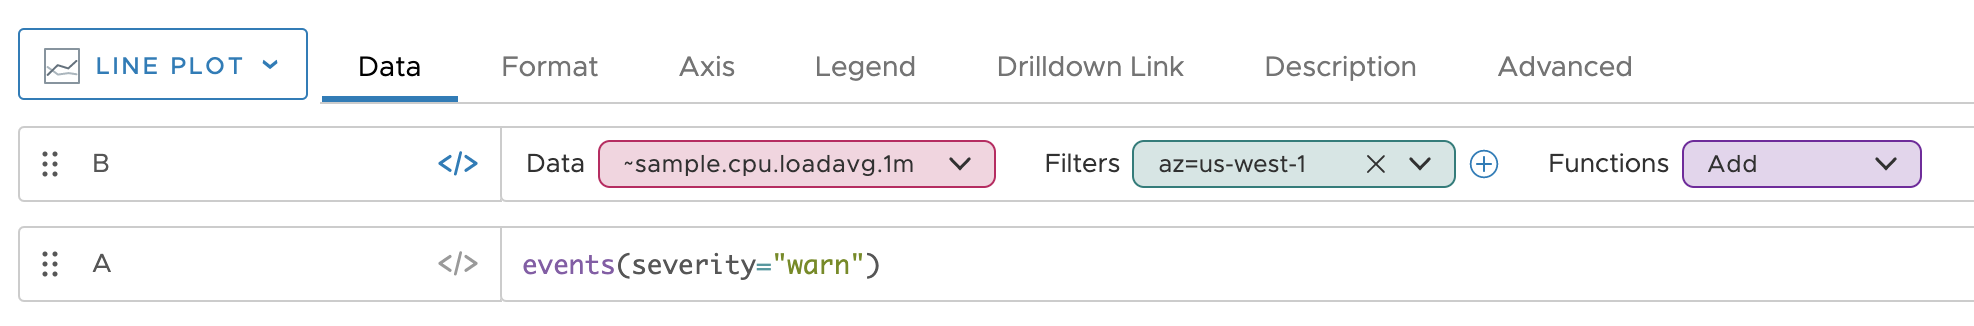 LINE PLOT Data Format Axis Legend Drilldown Link Description Advanced
B </> Data ~sample.cpu.loadavg.1m Filters az=us-west-1 Functions Add
A </> events(severity="warn")